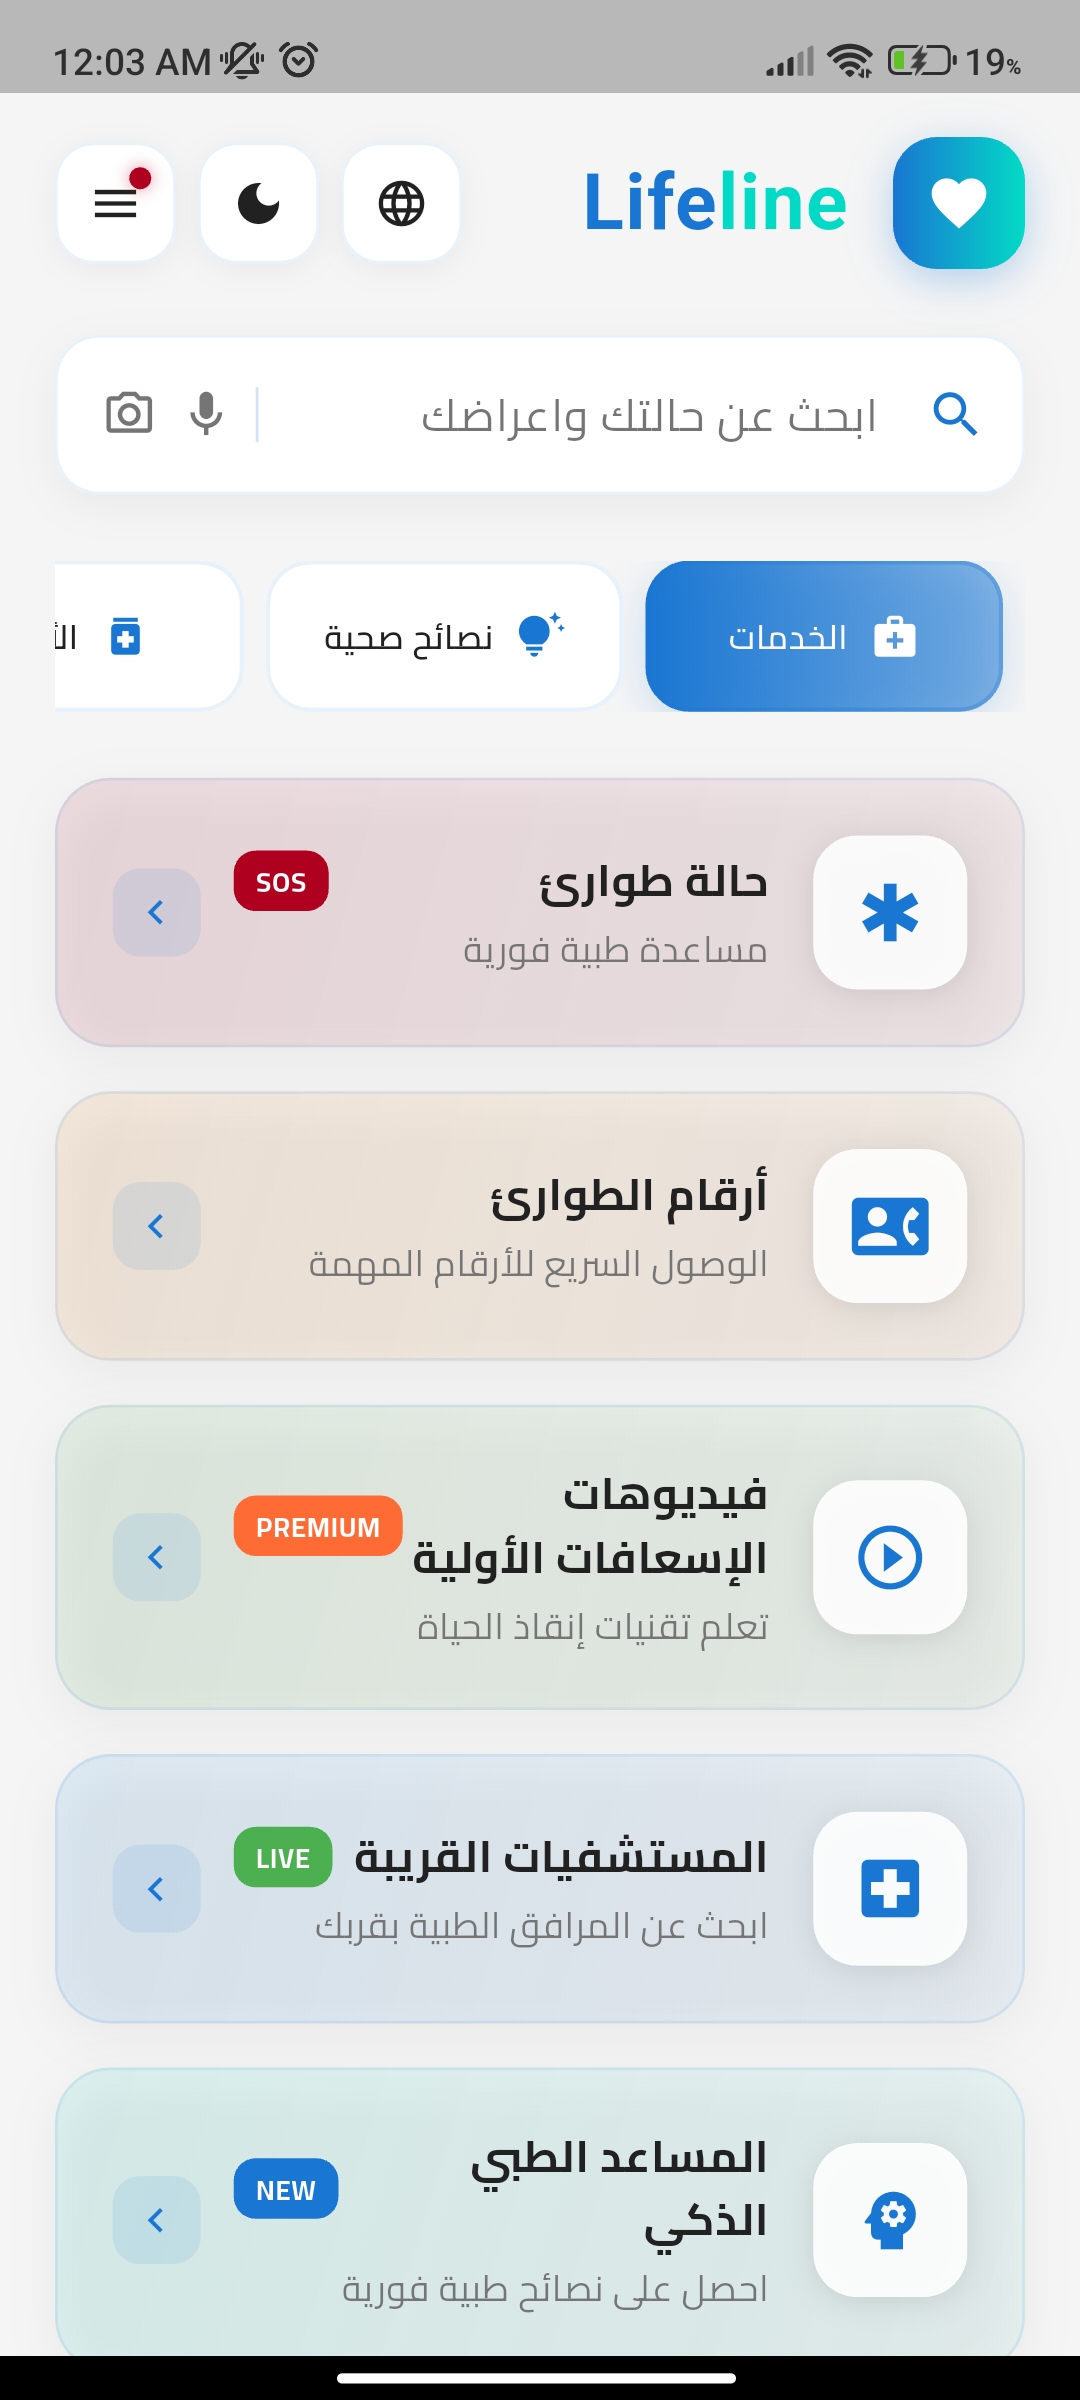 12:03 AM
19%
Lifeline
ابحث عن حالتك واعراضك
الخدمات
نصائح صحية
حالة طوارئ
SOS
مساعدة طبية فورية
أرقام الطوارئ
الوصول السريع للأرقام المهمة
فيديوهات
الإسعافات الأولية
PREMIUM
تعلم تقنيات إنقاذ الحياة
المستشفيات القريبة
LIVE
ابحث عن المرافق الطبية بقربك
المساعد الطبي
الذكي
NEW
احصل على نصائح طبية فورية